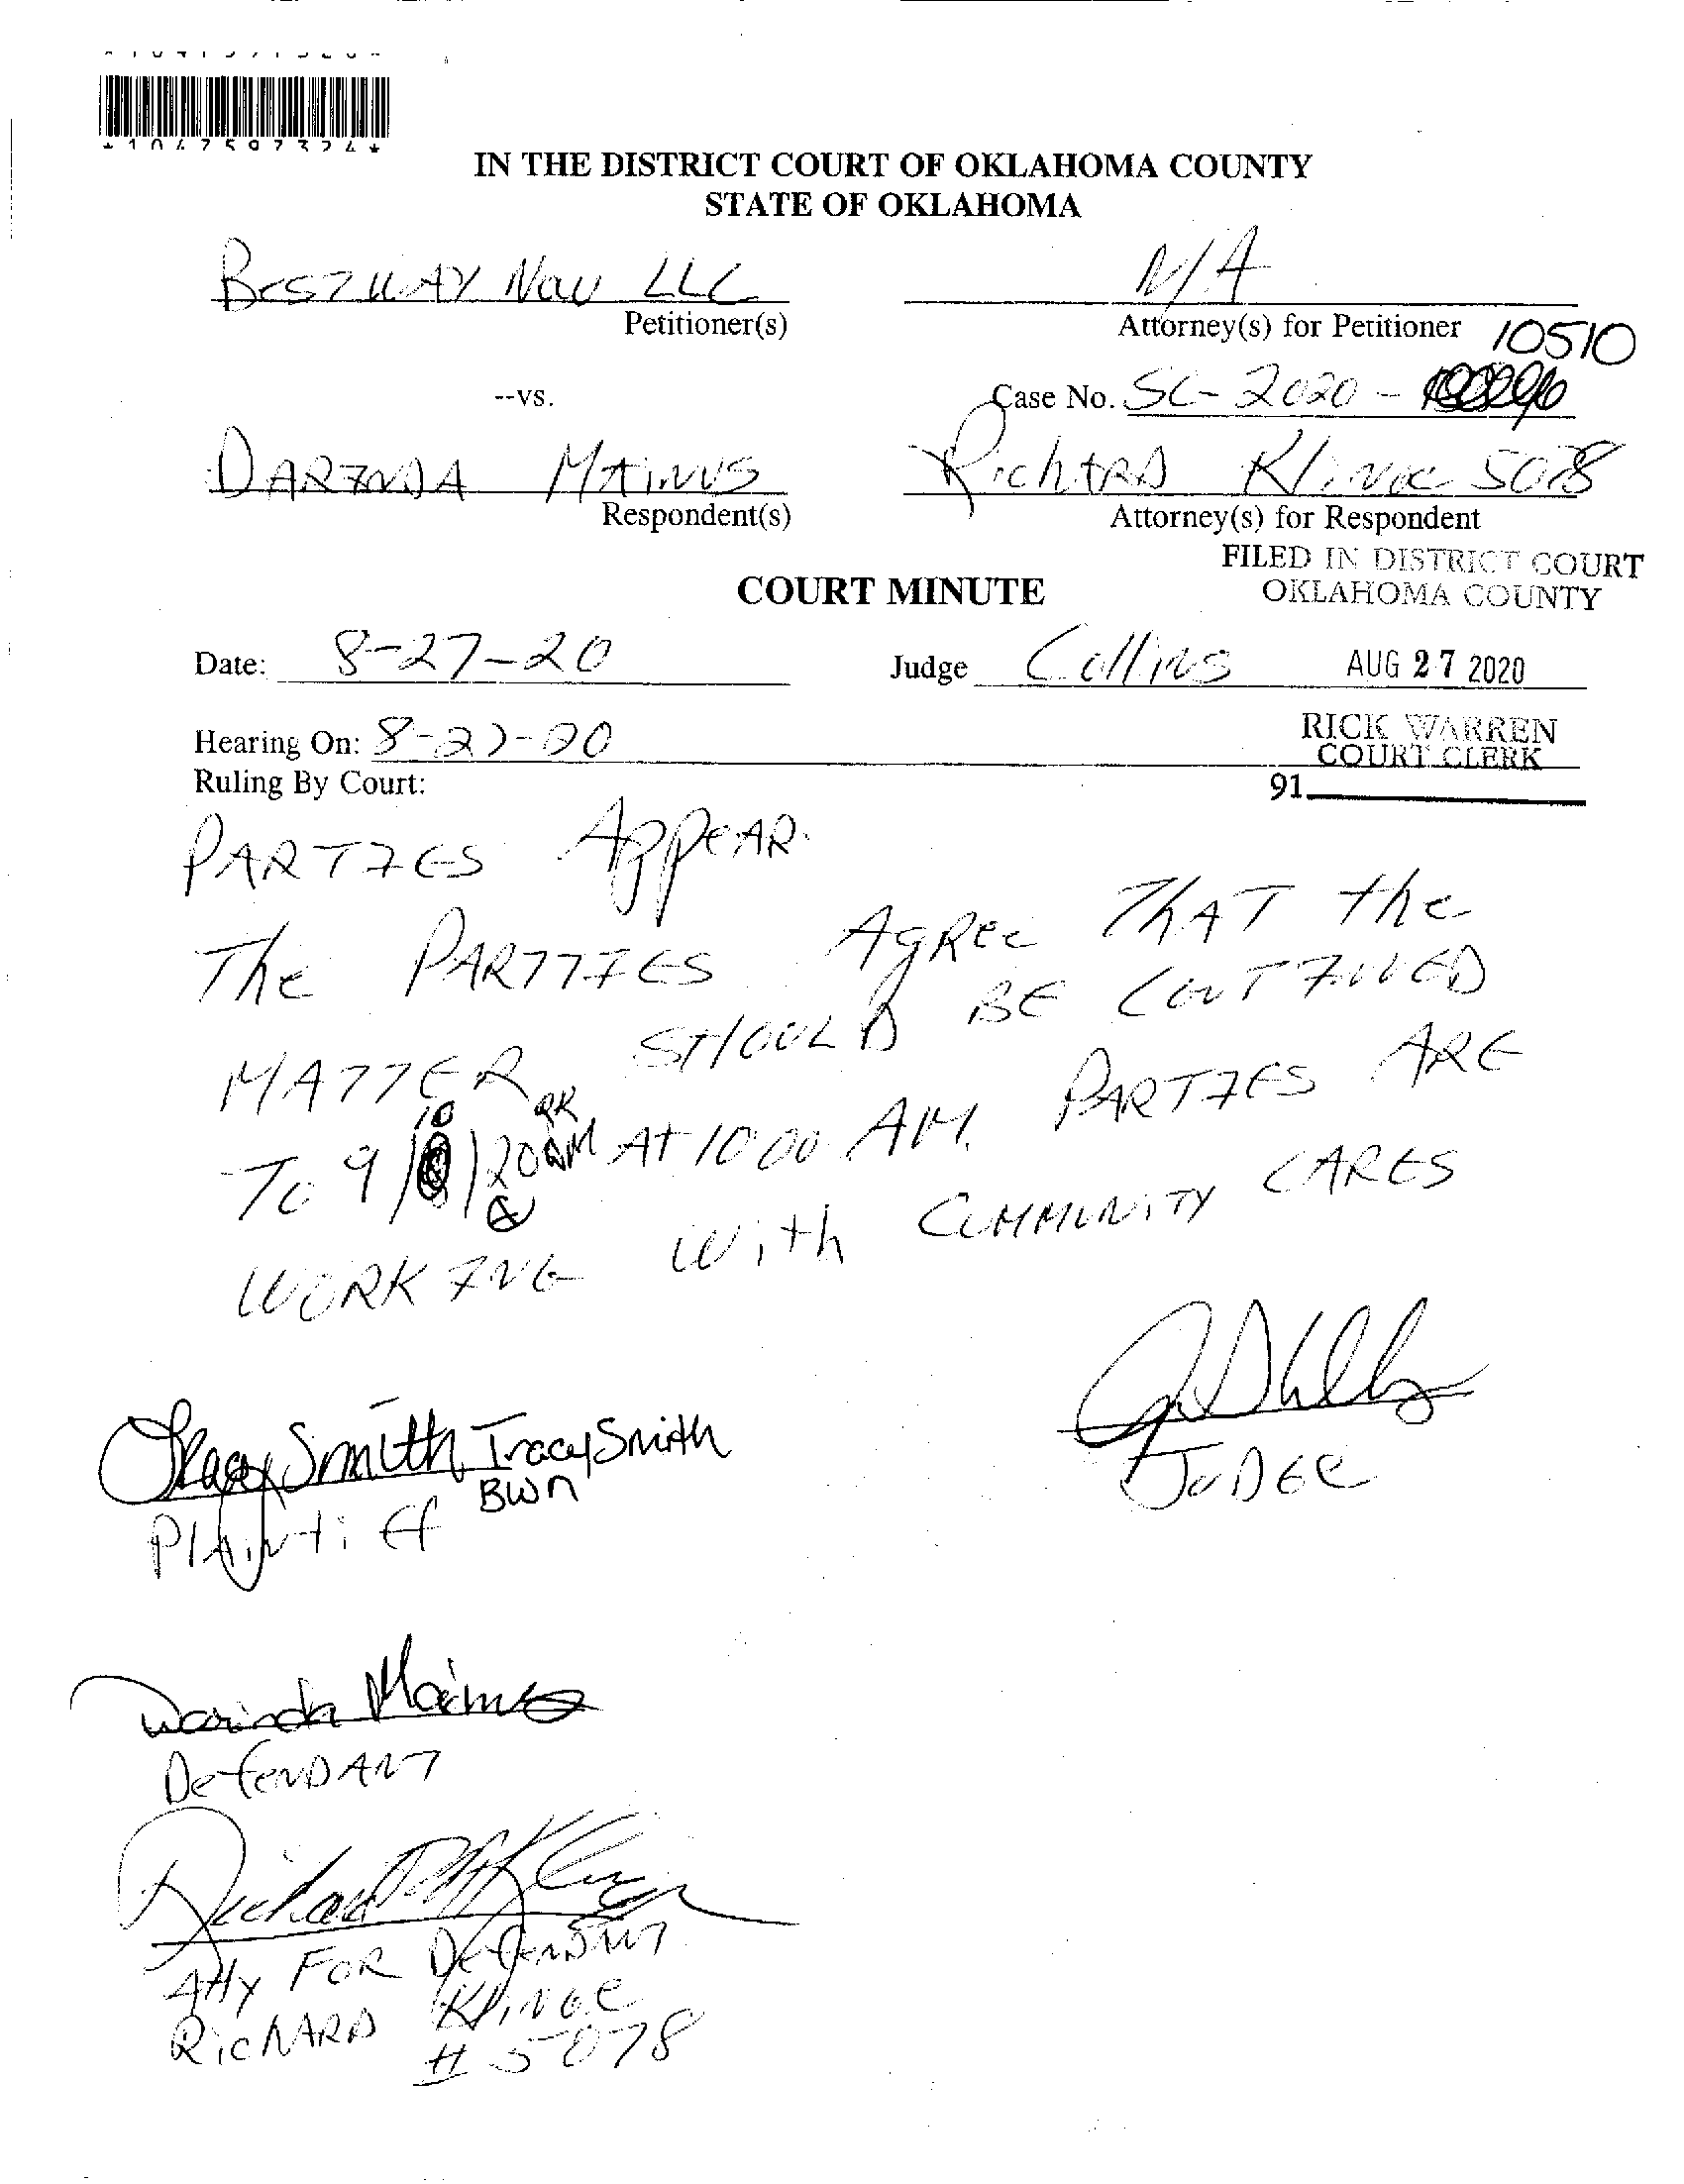 *1047597324*
IN THE DISTRICT COURT OF OKLAHOMA COUNTY
STATE OF OKLAHOMA
BESTWAY NOW LLC
Petitioner(s)
N/A
Attorney(s) for Petitioner
10510
--vs.
Case No. SC-2020-
DARINDA MAINUS
Respondent(s)
RichARD Klinge 5078
Attorney(s) for Respondent
FILED IN DISTRICT COURT
OKLAHOMA COUNTY
COURT MINUTE
Date: 8-27-20
Judge Collins
AUG 27 2020
Hearing On: 8-27-20
RICK WARREN
COURT CLERK
Ruling By Court:
91
PARTIES AppEAR.
The PARTIES AgREE ThAT the
MATTER SHOULD BE CONTINUED
To 9/10/20 At 10:00 AM. PARTIES ARE
WORKING With COMMUNITY CARES
Tracy Smith Tracy Smith
BWN
Plaintiff
JUDGE
Darinda Mainus
DefenDANT
Richard Klinge
Atty FOR DefenDANT
RichARD Klinge
# 5078